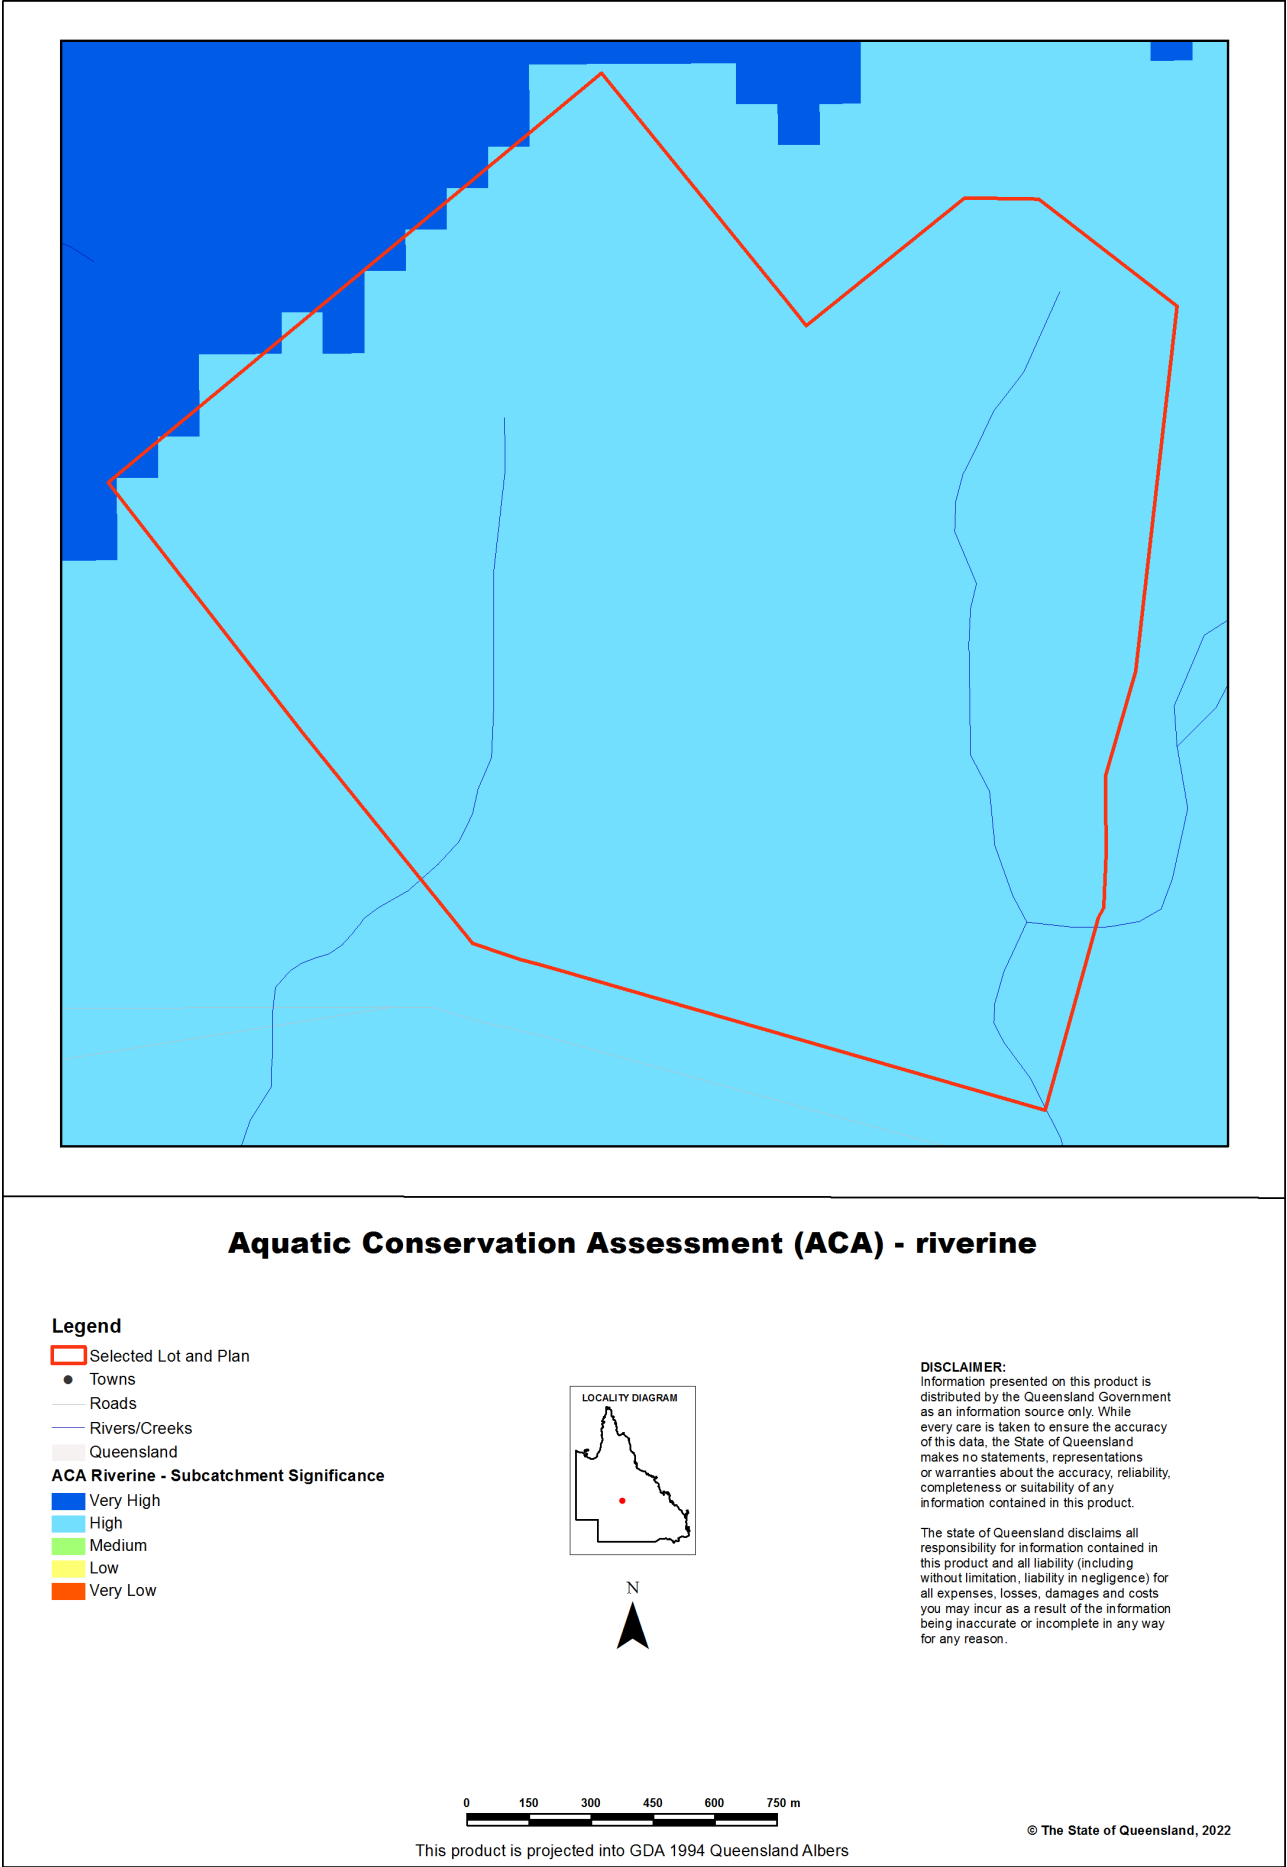 Aquatic Conservation Assessment (ACA) - riverine
Legend
Selected Lot and Plan
Towns
Roads
Rivers/Creeks
Queensland
ACA Riverine - Subcatchment Significance
Very High
High
Medium
Low
Very Low
LOCALITY DIAGRAM
N
DISCLAIMER:
Information presented on this product is
distributed by the Queensland Government
as an information source only. While
every care is taken to ensure the accuracy
of this data, the State of Queensland
makes no statements, representations
or warranties about the accuracy, reliability,
completeness or suitability of any
information contained in this product.
The state of Queensland disclaims all
responsibility for information contained in
this product and all liability (including
without limitation, liability in negligence) for
all expenses, losses, damages and costs
you may incur as a result of the information
being inaccurate or incomplete in any way
for any reason.
0 150 300 450 600 750 m
This product is projected into GDA 1994 Queensland Albers
© The State of Queensland, 2022